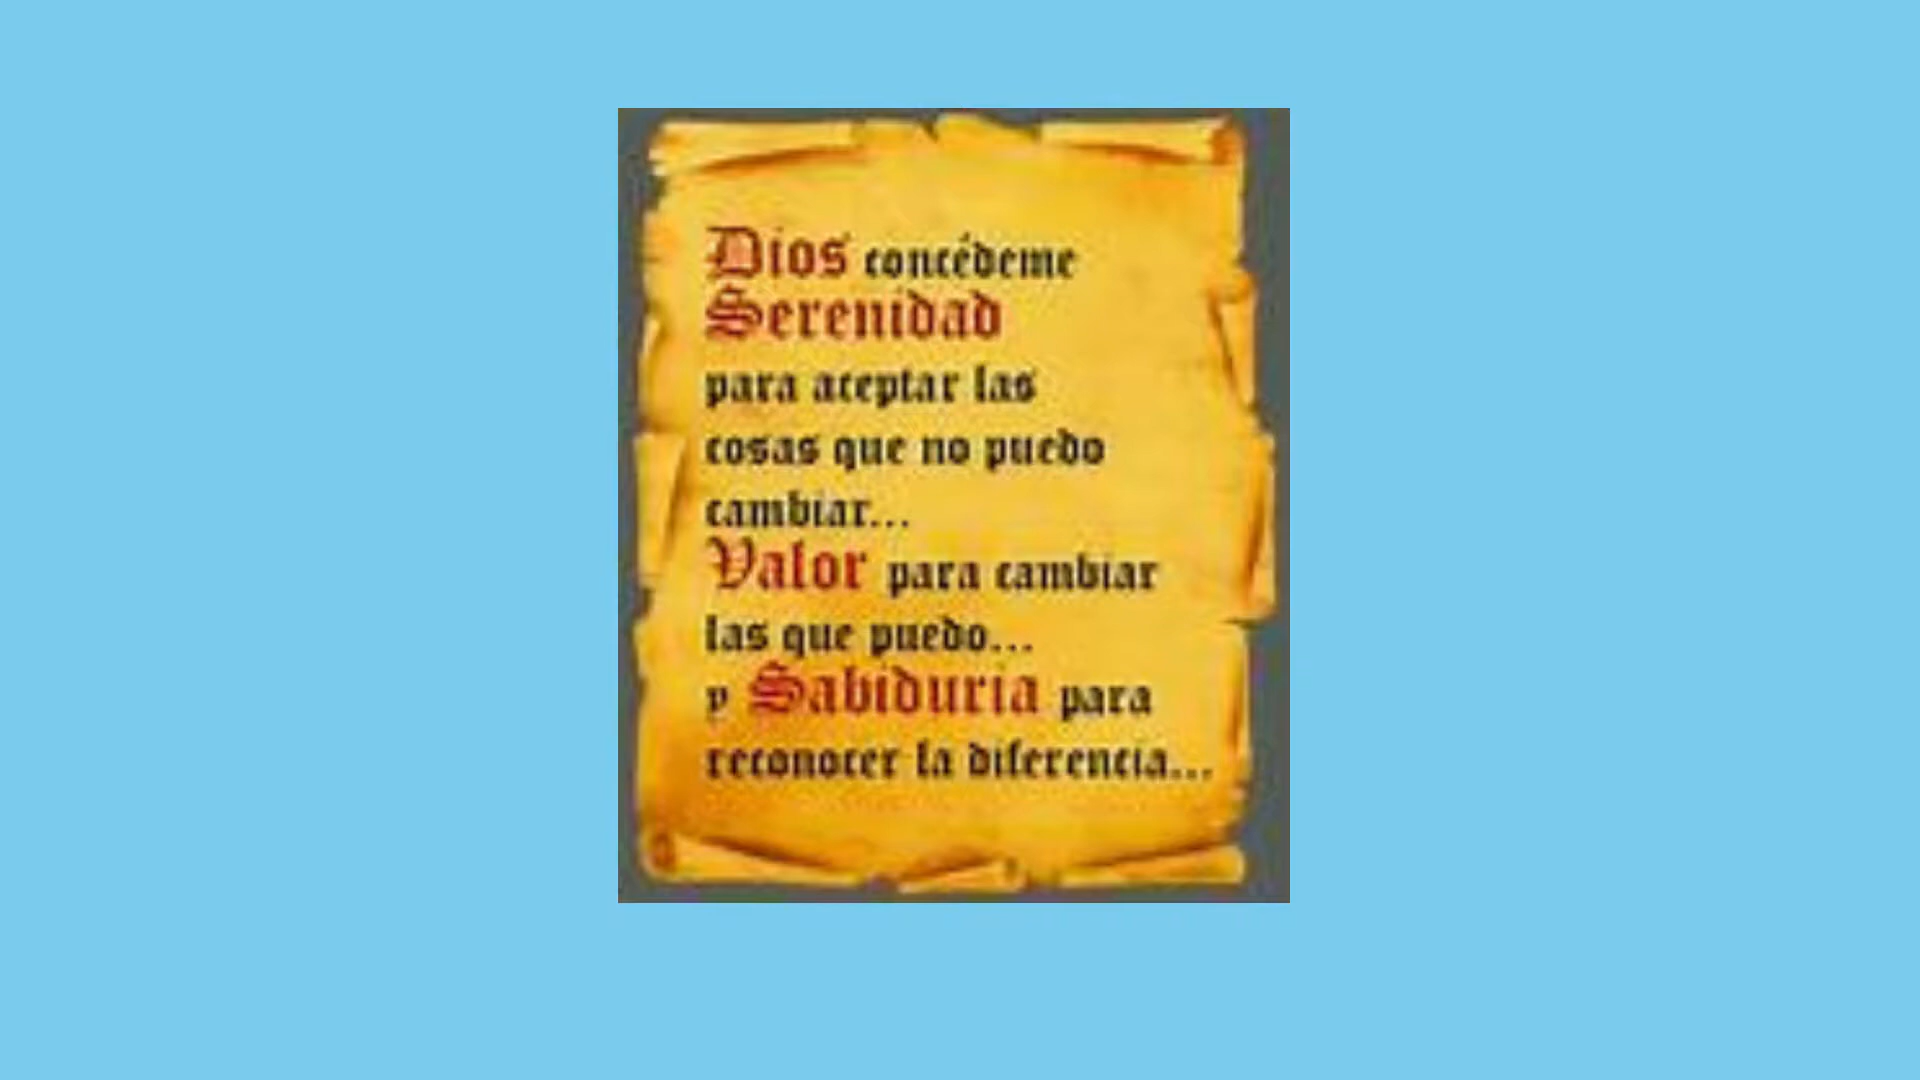 Dios concédeme
Serenidad
para aceptar las
cosas que no puedo
cambiar...
Valor para cambiar
las que puedo...
y Sabiduria para
reconocer la diferencia...